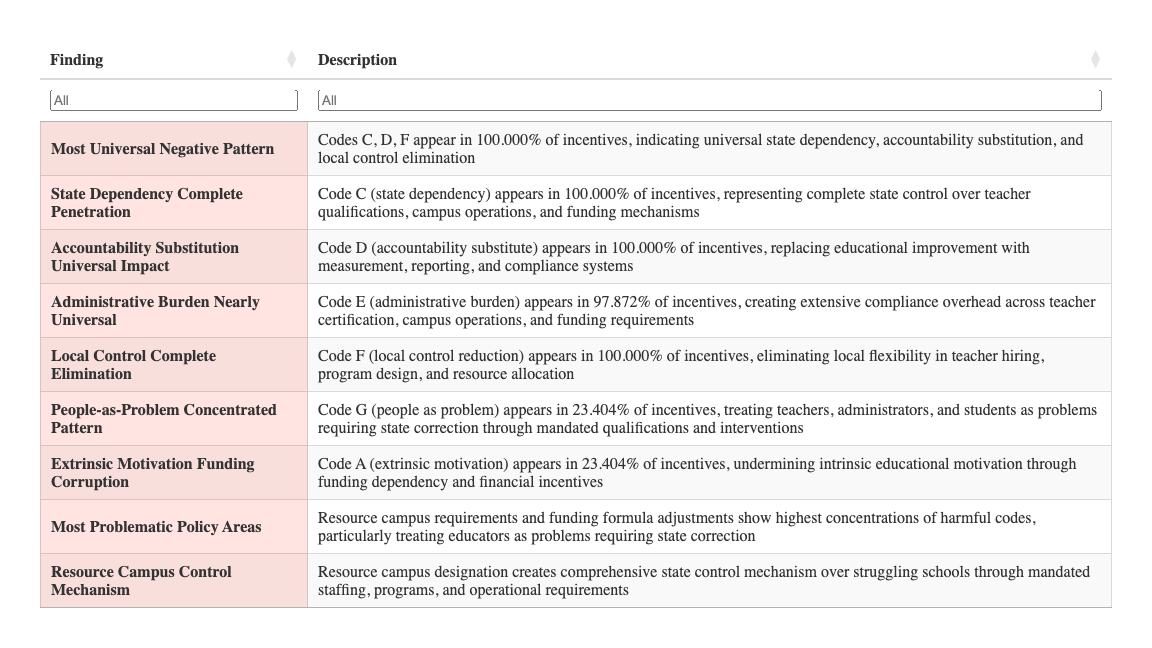 Finding
Description
All
All
Most Universal Negative Pattern
Codes C, D, F appear in 100.000% of incentives, indicating universal state dependency, accountability substitution, and
local control elimination
State Dependency Complete
Penetration
Code C (state dependency) appears in 100.000% of incentives, representing complete state control over teacher
qualifications, campus operations, and funding mechanisms
Accountability Substitution
Universal Impact
Code D (accountability substitute) appears in 100.000% of incentives, replacing educational improvement with
measurement, reporting, and compliance systems
Administrative Burden Nearly
Universal
Code E (administrative burden) appears in 97.872% of incentives, creating extensive compliance overhead across teacher
certification, campus operations, and funding requirements
Local Control Complete
Elimination
Code F (local control reduction) appears in 100.000% of incentives, eliminating local flexibility in teacher hiring,
program design, and resource allocation
People-as-Problem Concentrated
Pattern
Code G (people as problem) appears in 23.404% of incentives, treating teachers, administrators, and students as problems
requiring state correction through mandated qualifications and interventions
Extrinsic Motivation Funding
Corruption
Code A (extrinsic motivation) appears in 23.404% of incentives, undermining intrinsic educational motivation through
funding dependency and financial incentives
Most Problematic Policy Areas
Resource campus requirements and funding formula adjustments show highest concentrations of harmful codes,
particularly treating educators as problems requiring state correction
Resource Campus Control
Mechanism
Resource campus designation creates comprehensive state control mechanism over struggling schools through mandated
staffing, programs, and operational requirements